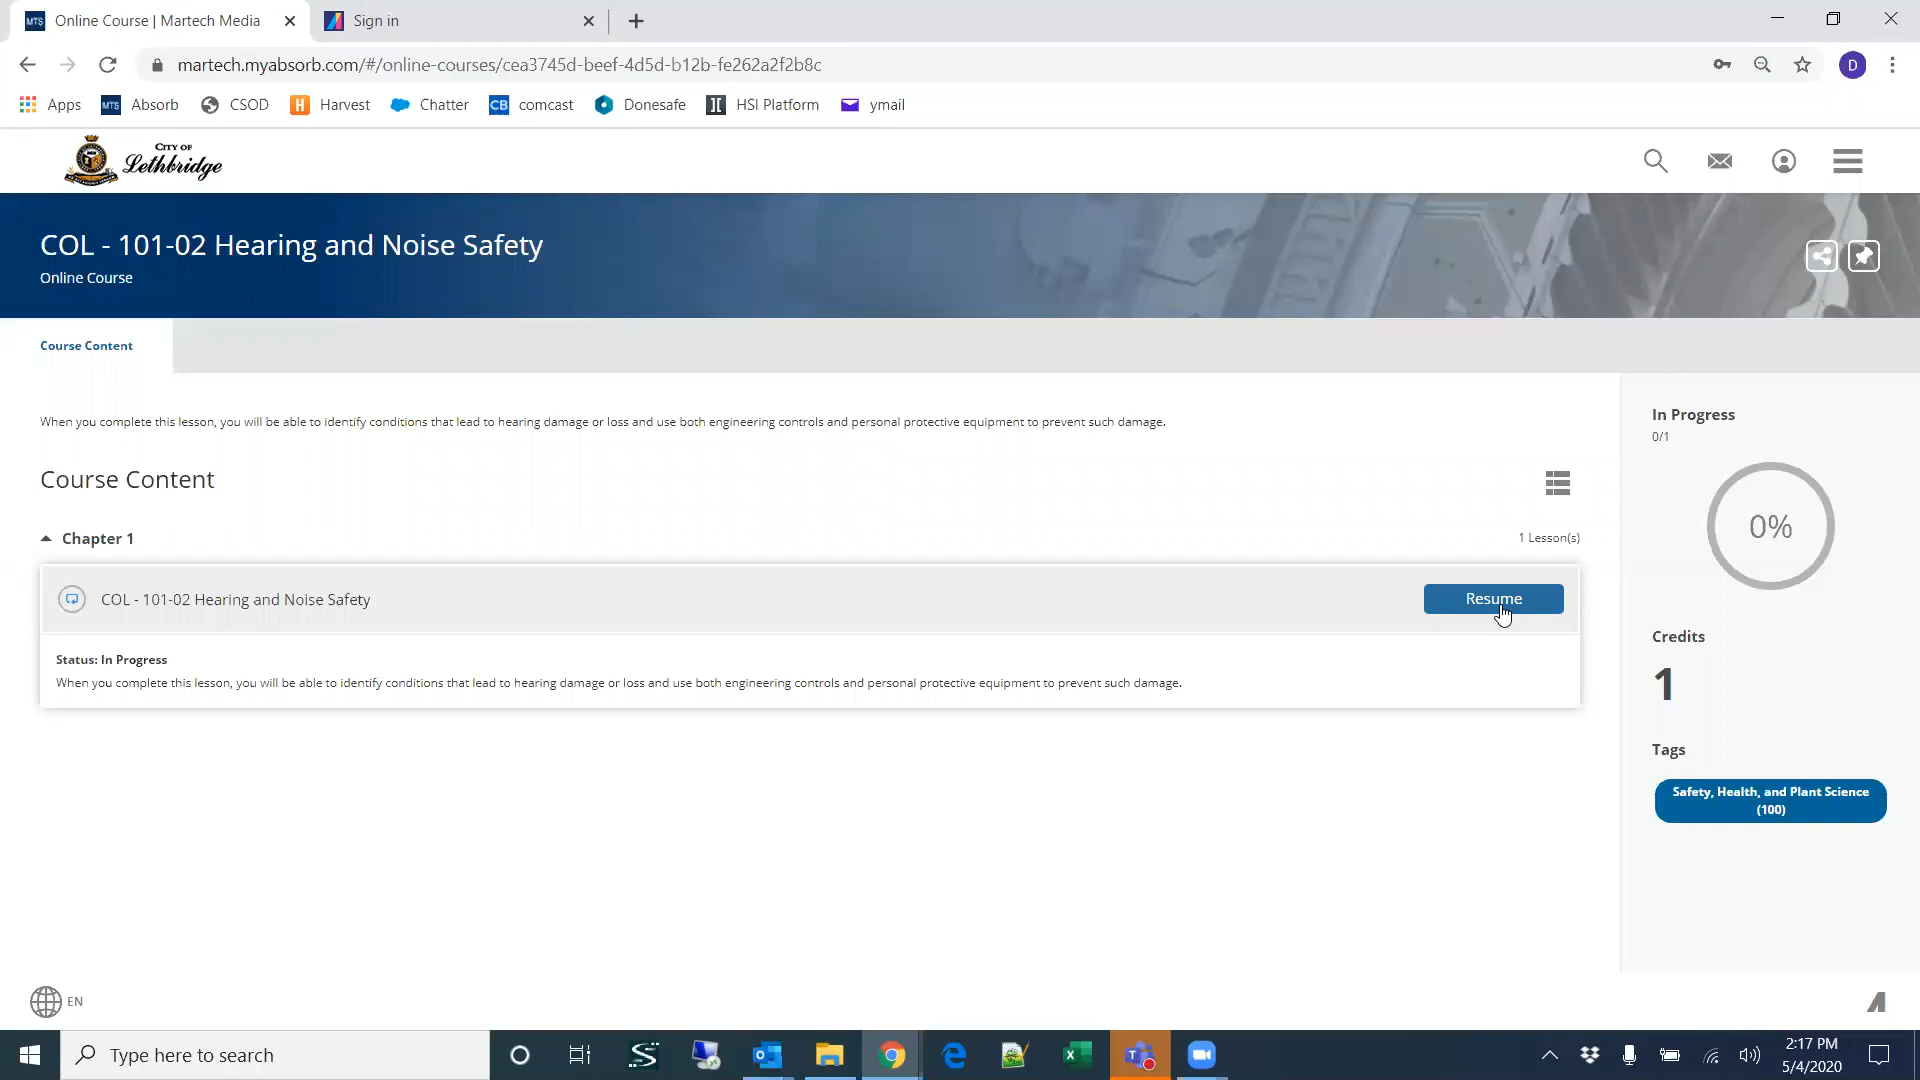 MTS Online Course | Martech Media
Sign in
martech.myabsorb.com/#/online-courses/cea3745d-beef-4d5d-b12b-fe262a2f2b8c
D
Apps
MTS Absorb
CSOD
H Harvest
Chatter
CB comcast
Donesafe
HSI Platform
ymail
CITY OF
Lethbridge
COL - 101-02 Hearing and Noise Safety
Online Course
Course Content
When you complete this lesson, you will be able to identify conditions that lead to hearing damage or loss and use both engineering controls and personal protective equipment to prevent such damage.
In Progress
0/1
0%
Course Content
Chapter 1
1 Lesson(s)
COL - 101-02 Hearing and Noise Safety
Resume
Status: In Progress
When you complete this lesson, you will be able to identify conditions that lead to hearing damage or loss and use both engineering controls and personal protective equipment to prevent such damage.
Credits
1
Tags
Safety, Health, and Plant Science
(100)
EN
Type here to search
2:17 PM
5/4/2020